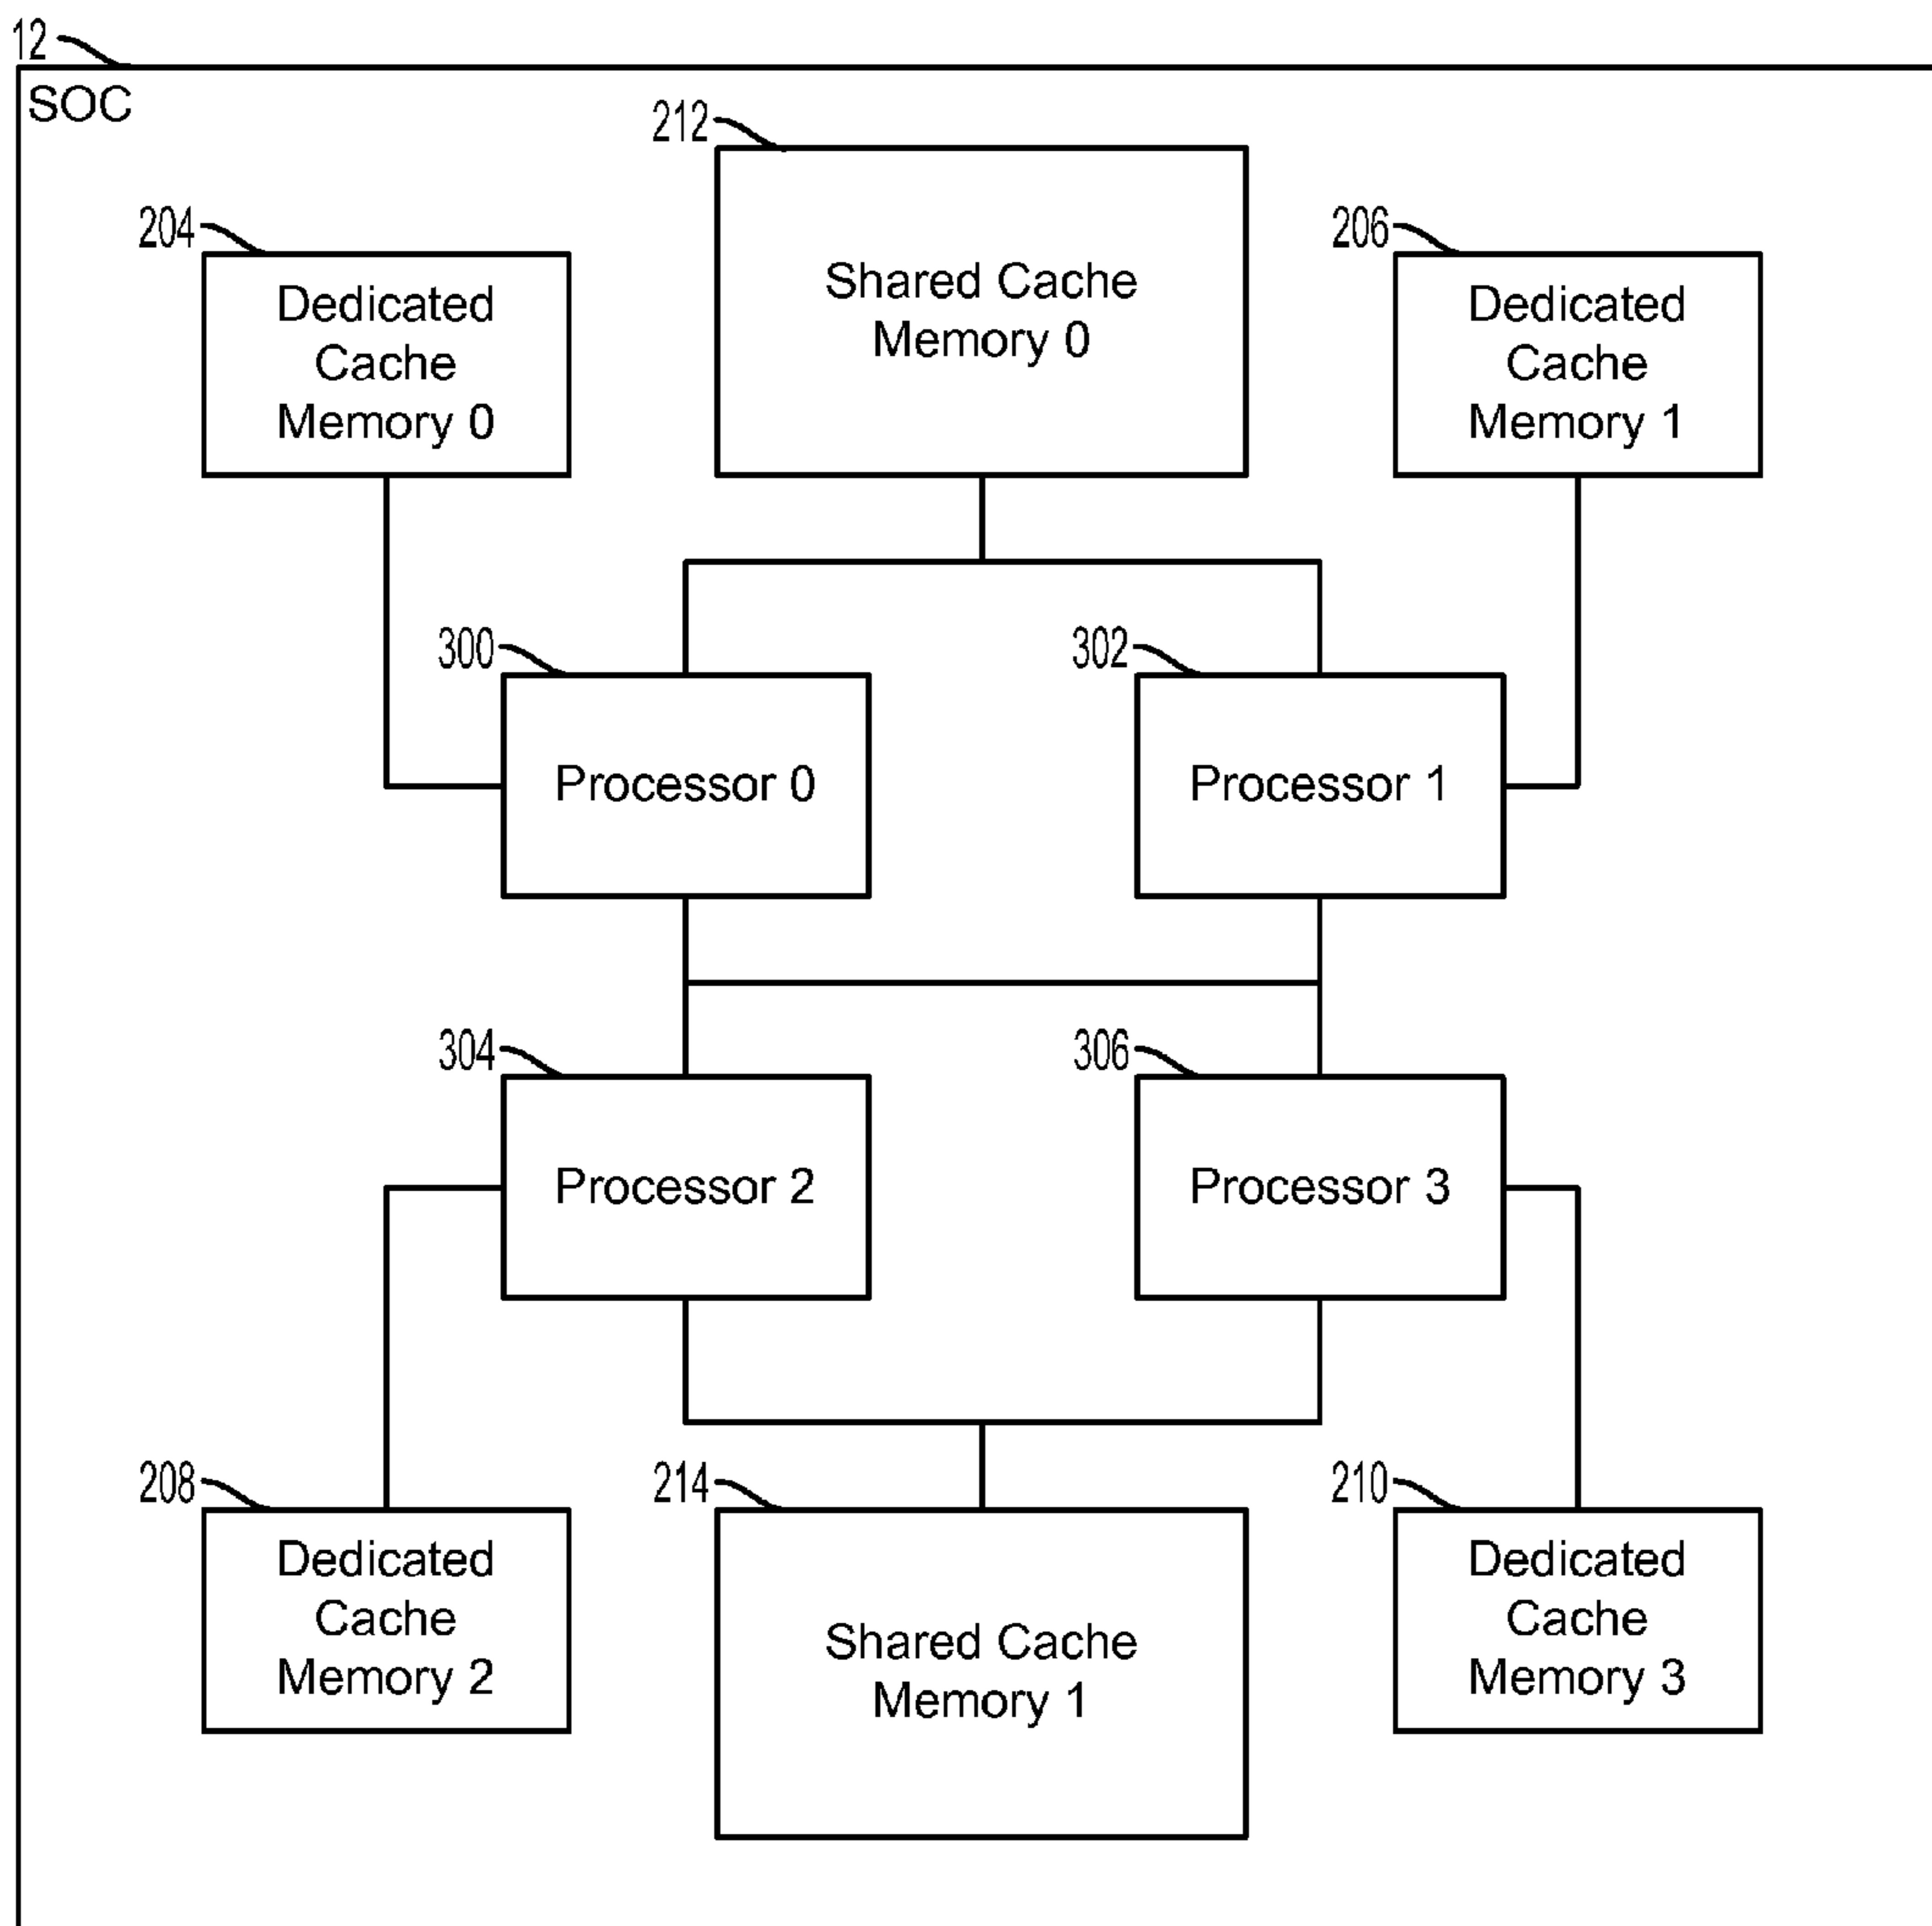 12
SOC
212
Shared Cache
Memory 0
204
Dedicated
Cache
Memory 0
206
Dedicated
Cache
Memory 1
300
Processor 0
302
Processor 1
304
Processor 2
306
Processor 3
208
Dedicated
Cache
Memory 2
214
Shared Cache
Memory 1
210
Dedicated
Cache
Memory 3